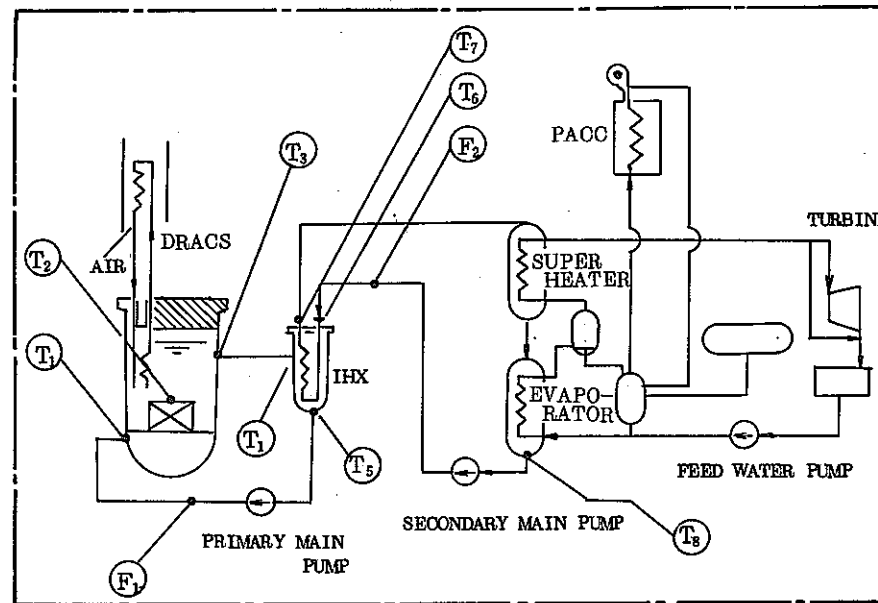 T₇
T₆
F₂
PACC
T₃
TURBIN
DRACS
AIR
T₂
SUPER
HEATER
T₁
IHX
EVAPO-
RATOR
T₁
T₅
FEED WATER PUMP
SECONDARY MAIN PUMP
T₈
PRIMARY MAIN
PUMP
F₁